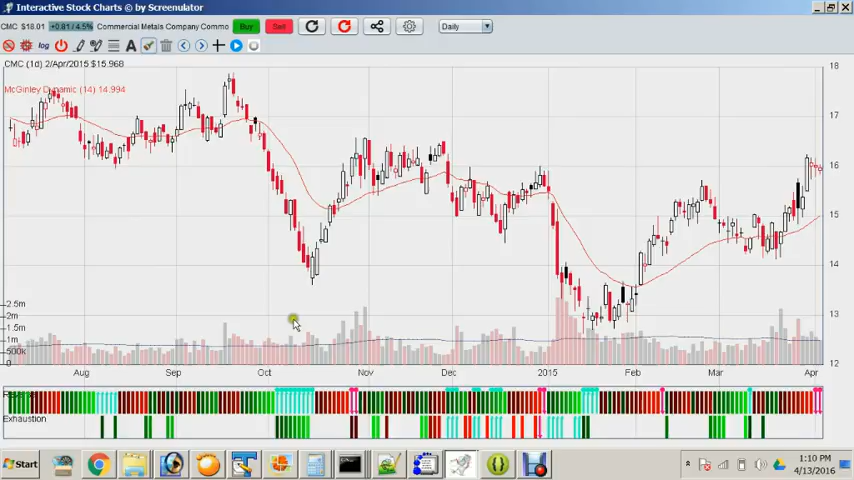 Interactive Stock Charts © by Screenulator
CMC $18.01 +0.81 / 4.5% Commercial Metals Company Commo Buy Sell Daily
log A
CMC (1d) 2/Apr/2015 $15.968
McGinley Dynamic (14) 14.994
18
17
16
15
14
13
12
2.5m
2m
1.5m
1m
500k
Aug Sep Oct Nov Dec 2015 Feb Mar Apr
Exhaustion
Start
1:10 PM
4/13/2016